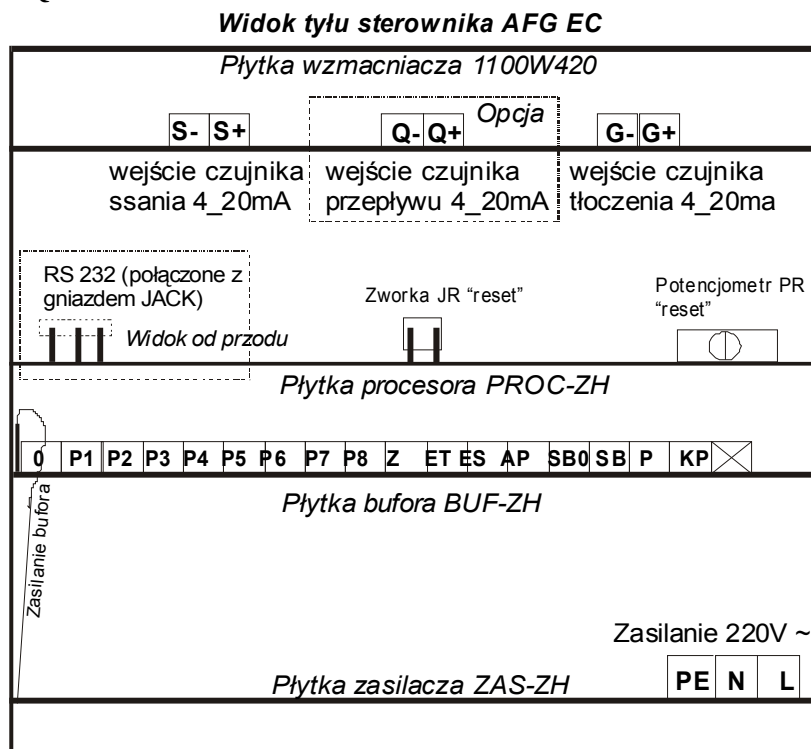 Widok tyłu sterownika AFG EC
Płytka wzmacniacza 1100W420
S- S+
Q- Q+
Opcja
G- G+
wejście czujnika
ssania 4_20mA
wejście czujnika
przepływu 4_20mA
wejście czujnika
tłoczenia 4_20ma
RS 232 (połączone z
gniazdem JACK)
Widok od przodu
Zworka JR “reset”
Potencjometr PR
“reset”
Płytka procesora PROC-ZH
0 P1 P2 P3 P4 P5 P6 P7 P8 Z ET ES AP SB0 SB P KP
Płytka bufora BUF-ZH
Zasilanie bufora
Zasilanie 220V ~
PE N L
Płytka zasilacza ZAS-ZH